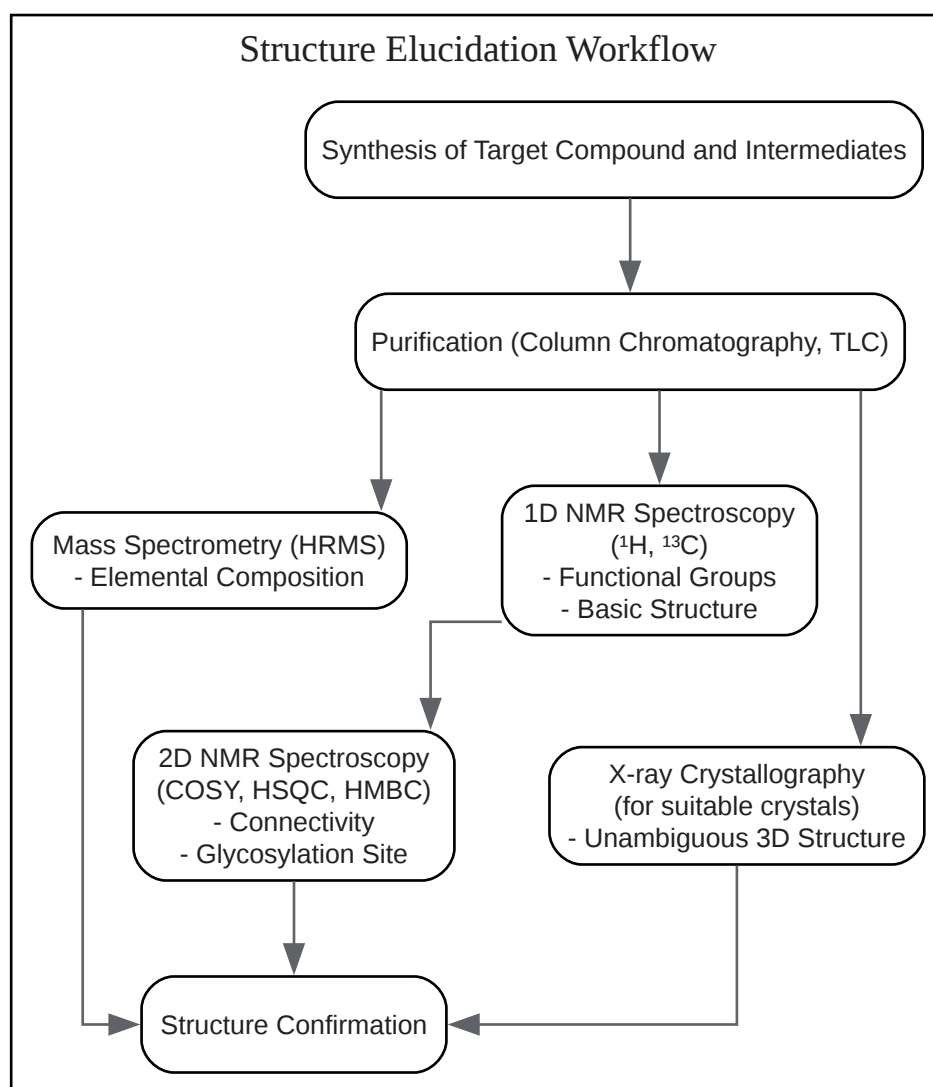 Structure Elucidation Workflow
Synthesis of Target Compound and Intermediates
Purification (Column Chromatography, TLC)
Mass Spectrometry (HRMS)
- Elemental Composition
1D NMR Spectroscopy
(¹H, ¹³C)
- Functional Groups
- Basic Structure
2D NMR Spectroscopy
(COSY, HSQC, HMBC)
- Connectivity
- Glycosylation Site
X-ray Crystallography
(for suitable crystals)
- Unambiguous 3D Structure
Structure Confirmation